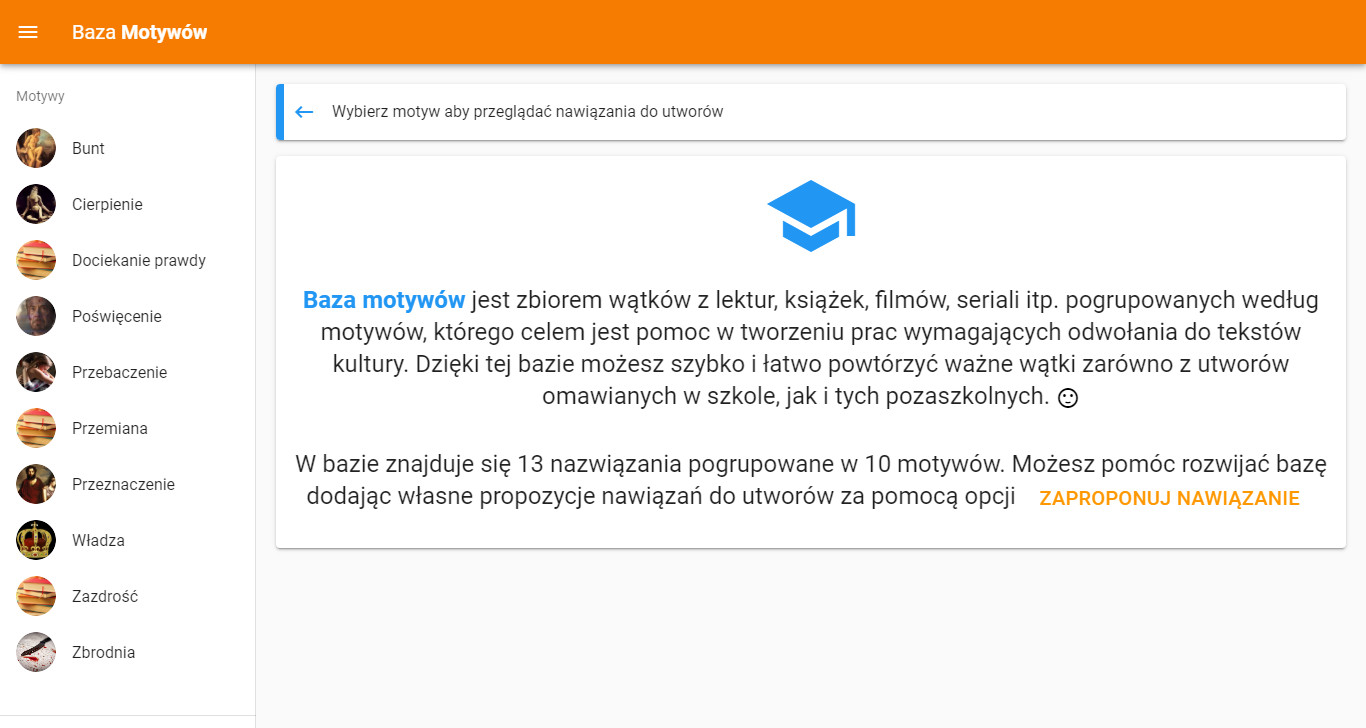 Baza Motywów
Motywy
Bunt
Cierpienie
Dociekanie prawdy
Poświęcenie
Przebaczenie
Przemiana
Przeznaczenie
Władza
Zazdrość
Zbrodnia
Wybierz motyw aby przeglądać nawiązania do utworów
Baza motywów jest zbiorem wątków z lektur, książek, filmów, seriali itp. pogrupowanych według
motywów, którego celem jest pomoc w tworzeniu prac wymagających odwołania do tekstów
kultury. Dzięki tej bazie możesz szybko i łatwo powtórzyć ważne wątki zarówno z utworów
omawianych w szkole, jak i tych pozaszkolnych.
W bazie znajduje się 13 nazwiązania pogrupowane w 10 motywów. Możesz pomóc rozwijać bazę
dodając własne propozycje nawiązań do utworów za pomocą opcji ZAPROPONUJ NAWIĄZANIE